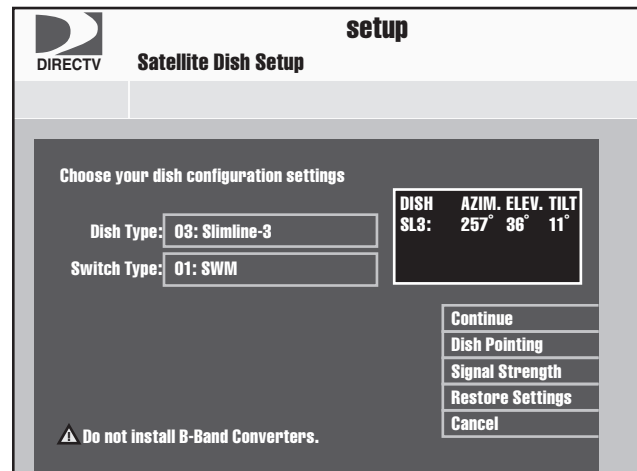 setup
DIRECTV
Satellite Dish Setup
Choose your dish configuration settings
Dish Type: 03: Slimline-3
Switch Type: 01: SWM
DISH AZIM. ELEV. TILT
SL3: 257° 36° 11°
Continue
Dish Pointing
Signal Strength
Restore Settings
Cancel
Do not install B-Band Converters.